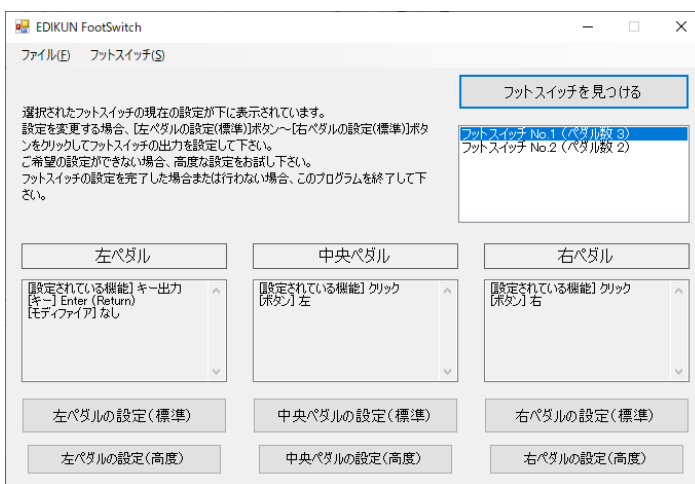 EDIKUN FootSwitch
ファイル(F) フットスイッチ(S)
フットスイッチを見つける
選択されたフットスイッチの現在の設定が下に表示されています。
設定を変更する場合、[左ペダルの設定(標準)]ボタン～[右ペダルの設定(標準)]ボタ
ンをクリックしてフットスイッチの出力を設定して下さい。
ご希望の設定ができない場合、高度な設定をお試し下さい。
フットスイッチの設定を完了した場合または行わない場合、このプログラムを終了して下
さい。
フットスイッチ No.1 (ペダル数 3)
フットスイッチ No.2 (ペダル数 2)
左ペダル 中央ペダル 右ペダル
[設定されている機能] キー出力
[キー] Enter (Return)
[モディファイア] なし
[設定されている機能] クリック
[ボタン] 左
[設定されている機能] クリック
[ボタン] 右
左ペダルの設定(標準) 中央ペダルの設定(標準) 右ペダルの設定(標準)
左ペダルの設定(高度) 中央ペダルの設定(高度) 右ペダルの設定(高度)